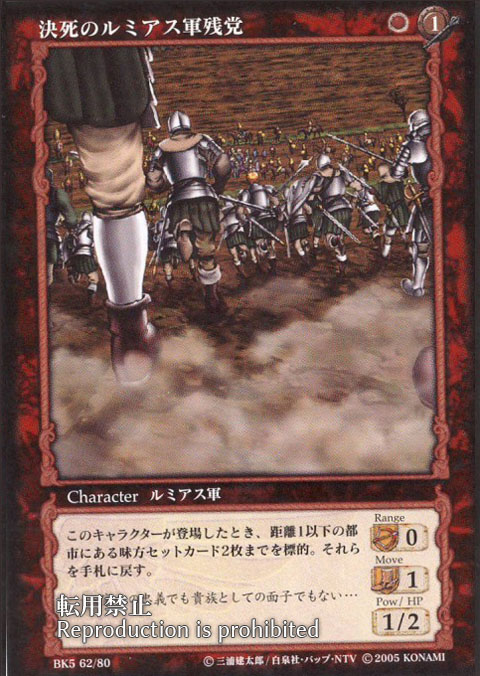 決死のルミアス軍残党
1
Character ルミアス軍
このキャラクターが登場したとき、距離1以下の都
市にある味方セットカード2枚までを標的。それら
を手札に戻す。
義でも貴族としての面子でもない…
転用禁止
Reproduction is prohibited
Range
0
Move
1
Pow/ HP
1/2
BK5 62/80
©三浦建太郎/白泉社・バップ・NTV ©2005 KONAMI